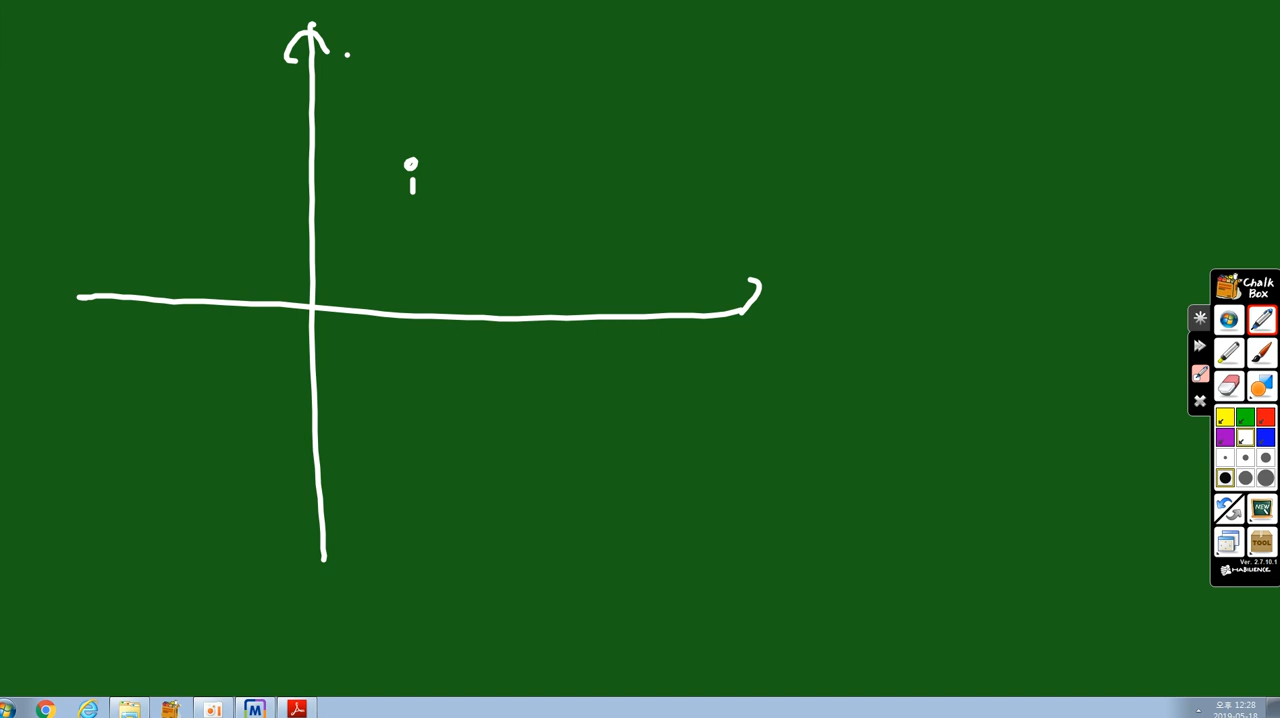 i
Chalk
Box
NEW
TOOL
Ver. 2.7.10.1
HABILIENCE
M
오후 12:28
2019-05-18